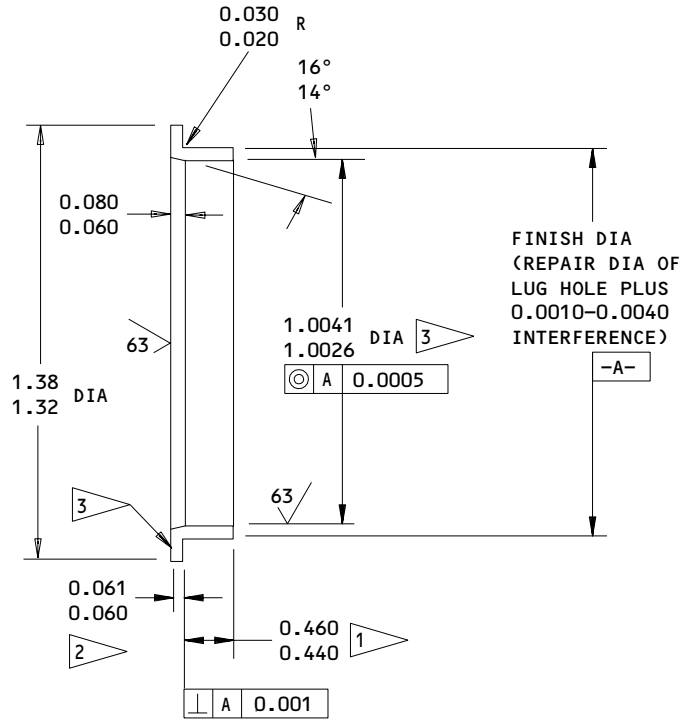 0.030
0.020 R
16°
14°
0.080
0.060
FINISH DIA
(REPAIR DIA OF
LUG HOLE PLUS
0.0010–0.0040
INTERFERENCE)
-A-
1.0041
1.0026 DIA 3
◎ A 0.0005
63
1.38
1.32 DIA
3
63
0.061
0.060
2
0.460
0.440 1
⊥ A 0.001